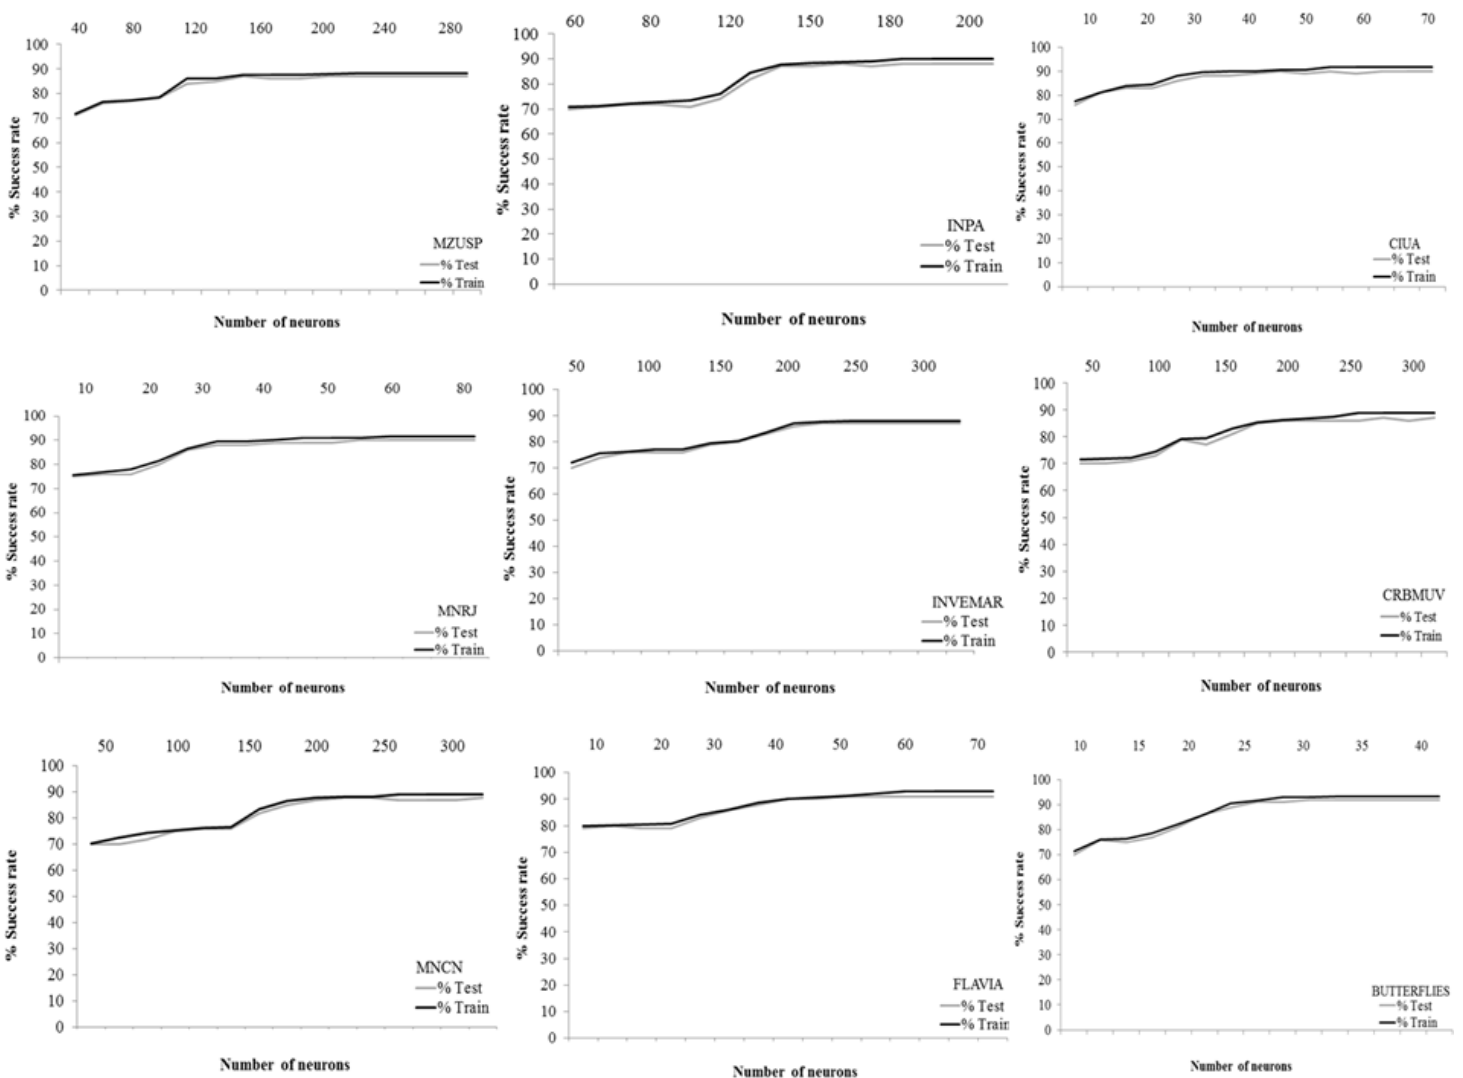 40 80 120 160 200 240 280
100
90
80
70
60
50
40
30
20
10
0
% Success rate
MZUSP
% Test
% Train
Number of neurons
60 80 120 150 180 200
100
90
80
70
60
50
40
30
20
10
0
% Success rate
INPA
% Test
% Train
Number of neurons
10 20 30 40 50 60 70
100
90
80
70
60
50
40
30
20
10
0
% Success rate
CIUA
% Test
% Train
Number of neurons
10 20 30 40 50 60 80
100
90
80
70
60
50
40
30
20
10
0
% Success rate
MNRJ
% Test
% Train
Number of neurons
50 100 150 200 250 300
100
90
80
70
60
50
40
30
20
10
0
% Success rate
INVEMAR
% Test
% Train
Number of neurons
50 100 150 200 250 300
100
90
80
70
60
50
40
30
20
10
0
% Success rate
CRBMUV
% Test
% Train
Number of neurons
50 100 150 200 250 300
100
90
80
70
60
50
40
30
20
10
0
% Success rate
MNCN
% Test
% Train
Number of neurons
10 20 30 40 50 60 70
100
90
80
70
60
50
40
30
20
10
0
% Success rate
FLAVIA
% Test
% Train
Number of neurons
10 15 20 25 30 35 40
100
90
80
70
60
50
40
30
20
10
0
% Success rate
BUTTERFLIES
% Test
% Train
Number of neurons